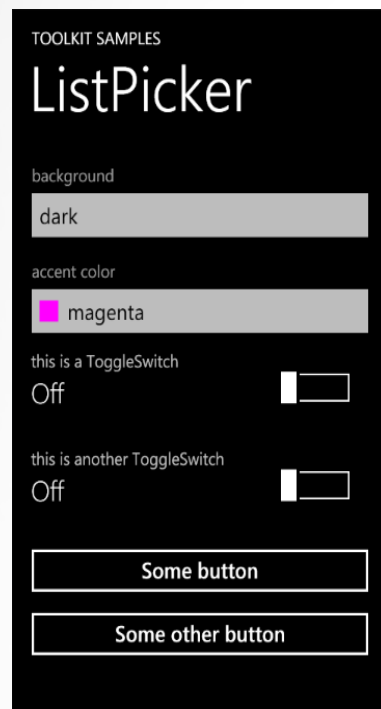 TOOLKIT SAMPLES
ListPicker
background
dark
accent color
magenta
this is a ToggleSwitch
Off
this is another ToggleSwitch
Off
Some button
Some other button